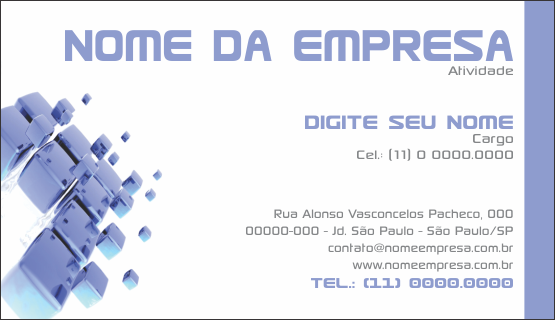 NOME DA EMPRESA
Atividade
DIGITE SEU NOME
Cargo
Cel.: (11) 0 0000.0000
Rua Alonso Vasconcelos Pacheco, 000
00000-000 - Jd. São Paulo - São Paulo/SP
contato@nomeempresa.com.br
www.nomeempresa.com.br
TEL.: (11) 0000.0000